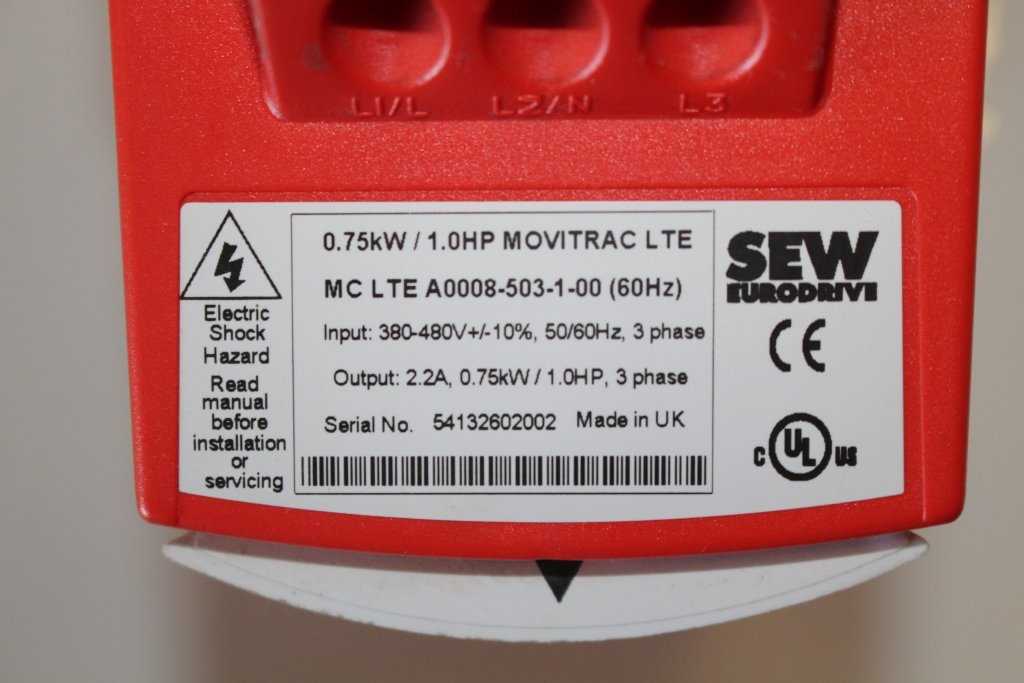 L1/L L2/N L3
0.75kW / 1.0HP MOVITRAC LTE
MC LTE A0008-503-1-00 (60Hz)
Input: 380-480V+/-10%, 50/60Hz, 3 phase
Output: 2.2A, 0.75kW / 1.0HP, 3 phase
Serial No. 54132602002 Made in UK
Electric
Shock
Hazard
Read
manual
before
installation
or
servicing
SEW
EURODRIVE
CE
C UL US